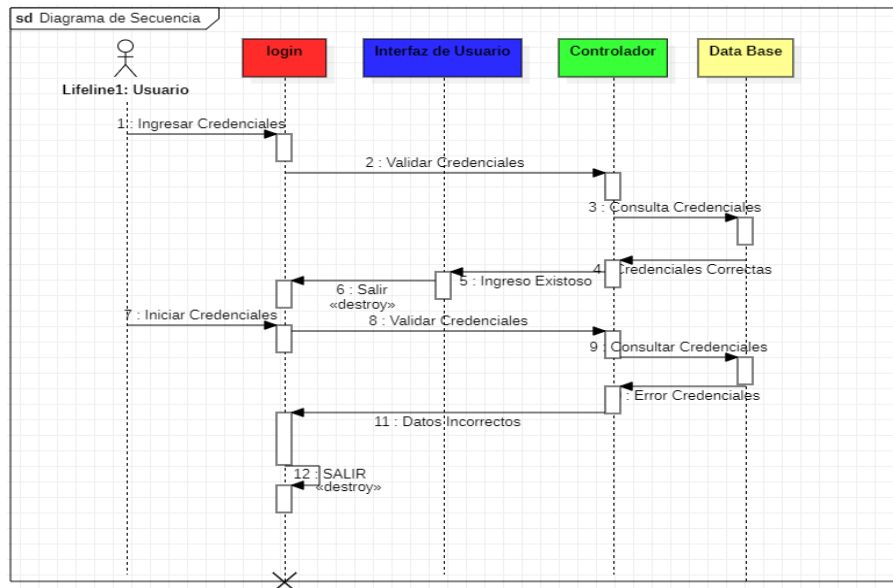 sd Diagrama de Secuencia
login
Interfaz de Usuario
Controlador
Data Base
Lifeline1: Usuario
1 : Ingresar Credenciales
2 : Validar Credenciales
3 : Consulta Credenciales
4 : Credenciales Correctas
5 : Ingreso Existoso
6 : Salir
«destroy»
7 : Iniciar Credenciales
8 : Validar Credenciales
9 : Consultar Credenciales
: Error Credenciales
11 : Datos Incorrectos
12 : SALIR
«destroy»